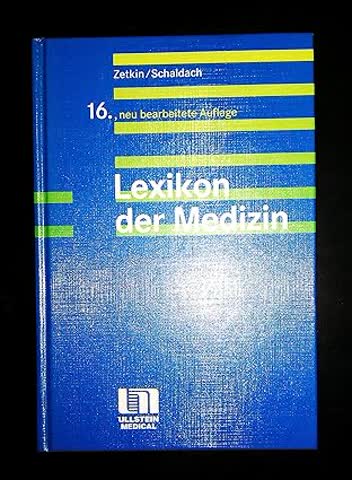 Zetkin/Schaldach
16., neu bearbeitete Auflage
Lexikon
der Medizin
ULLSTEIN
MEDICAL